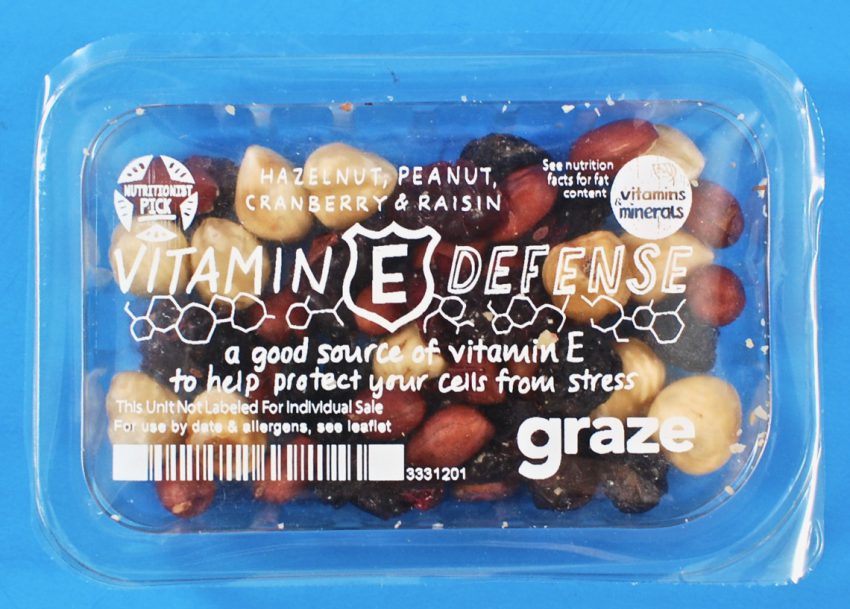 HAZELNUT, PEANUT,
CRANBERRY & RAISIN
NUTRITIONIST
PICK
See nutrition
facts for fat
content
vitamins
& minerals
VITAMIN E DEFENSE
a good source of vitamin E
to help protect your cells from stress
This Unit Not Labeled For Individual Sale
For use by date & allergens, see leaflet
3331201
graze